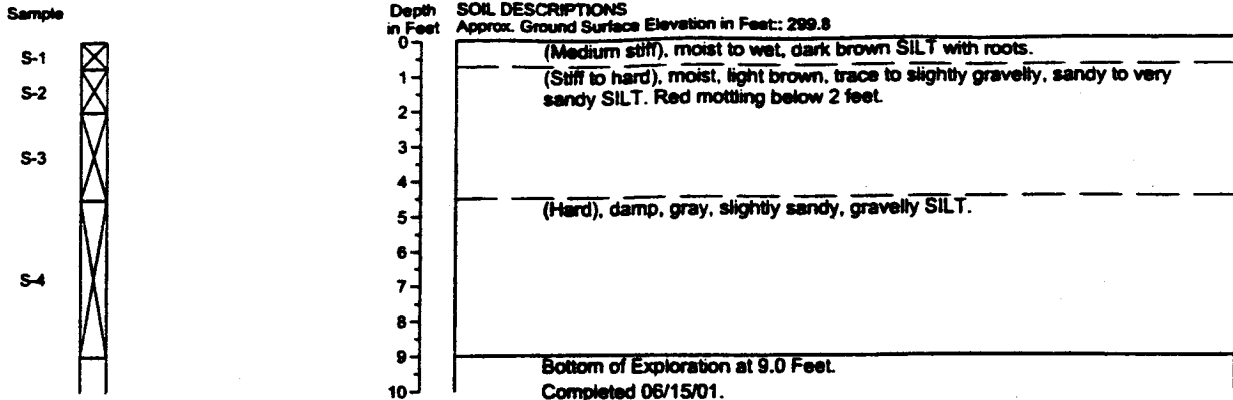 Sample
Depth
in Feet
SOIL DESCRIPTIONS
Approx. Ground Surface Elevation in Feet:: 299.8
S-1
S-2
S-3
S-4
0
1
2
3
4
5
6
7
8
9
10
(Medium stiff), moist to wet, dark brown SILT with roots.
(Stiff to hard), moist, light brown, trace to slightly gravelly, sandy to very
sandy SILT. Red mottling below 2 feet.
(Hard), damp, gray, slightly sandy, gravelly SILT.
Bottom of Exploration at 9.0 Feet.
Completed 06/15/01.